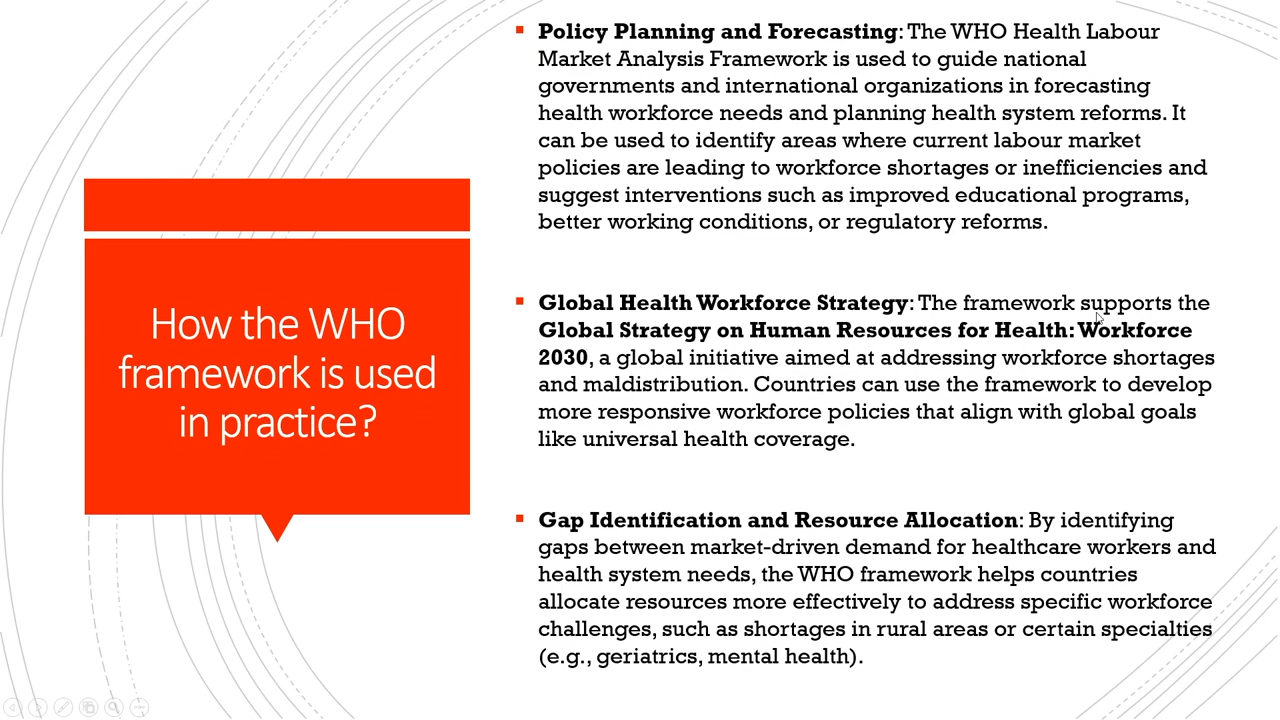 How the WHO
framework is used
in practice?
Policy Planning and Forecasting: The WHO Health Labour
Market Analysis Framework is used to guide national
governments and international organizations in forecasting
health workforce needs and planning health system reforms. It
can be used to identify areas where current labour market
policies are leading to workforce shortages or inefficiencies and
suggest interventions such as improved educational programs,
better working conditions, or regulatory reforms.
Global Health Workforce Strategy: The framework supports the
Global Strategy on Human Resources for Health: Workforce
2030, a global initiative aimed at addressing workforce shortages
and maldistribution. Countries can use the framework to develop
more responsive workforce policies that align with global goals
like universal health coverage.
Gap Identification and Resource Allocation: By identifying
gaps between market-driven demand for healthcare workers and
health system needs, the WHO framework helps countries
allocate resources more effectively to address specific workforce
challenges, such as shortages in rural areas or certain specialties
(e.g., geriatrics, mental health).